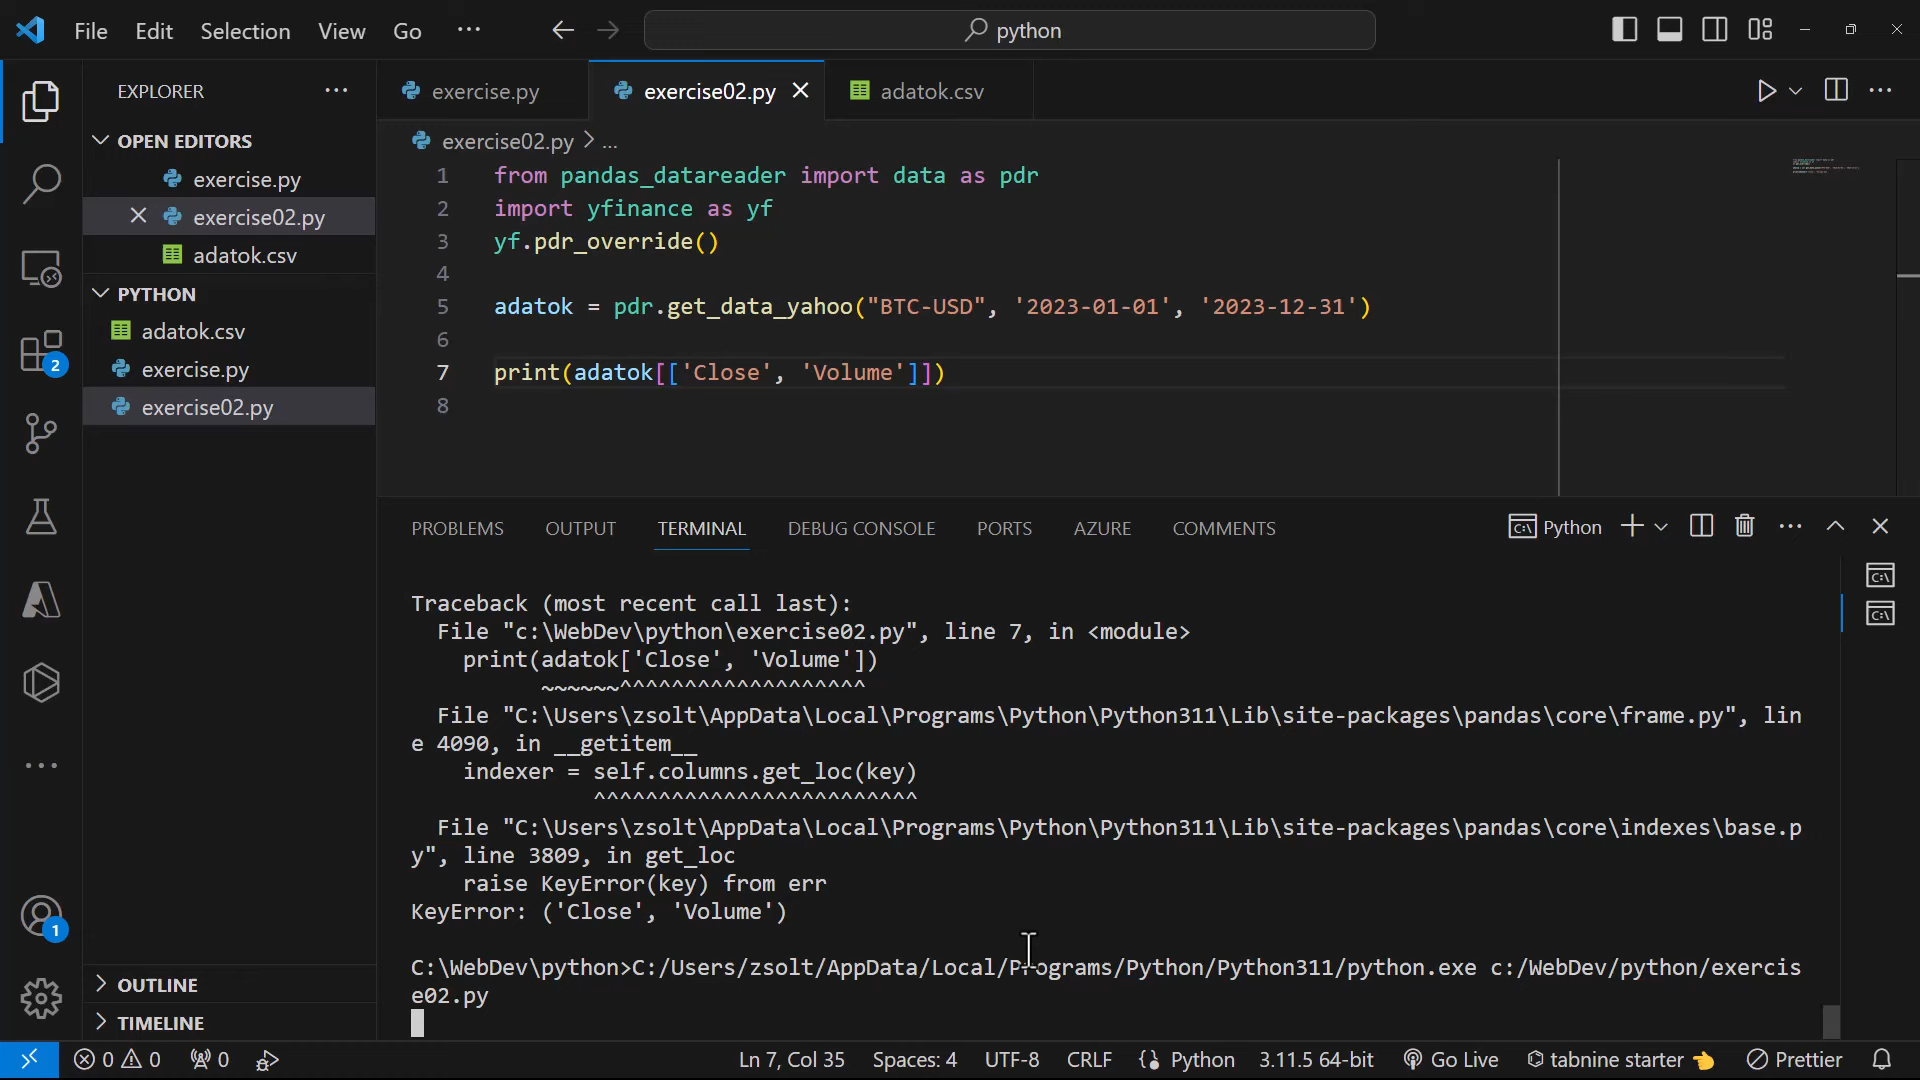 File Edit Selection View Go ...
python
EXPLORER ...
exercise.py
exercise02.py
adatok.csv
OPEN EDITORS
exercise.py
exercise02.py
adatok.csv
PYTHON
adatok.csv
exercise.py
exercise02.py
OUTLINE
TIMELINE
2
1
exercise02.py > ...
1 from pandas_datareader import data as pdr
2 import yfinance as yf
3 yf.pdr_override()
4
5 adatok = pdr.get_data_yahoo("BTC-USD", '2023-01-01', '2023-12-31')
6
7 print(adatok[['Close', 'Volume']])
8
PROBLEMS OUTPUT TERMINAL DEBUG CONSOLE PORTS AZURE COMMENTS
Python
Traceback (most recent call last):
File "c:\WebDev\python\exercise02.py", line 7, in <module>
print(adatok['Close', 'Volume'])
~~~~~~^^^^^^^^^^^^^^^^^^^
File "C:\Users\zsolt\AppData\Local\Programs\Python\Python311\Lib\site-packages\pandas\core\frame.py", lin
e 4090, in __getitem__
indexer = self.columns.get_loc(key)
^^^^^^^^^^^^^^^^^^^^^^^^^
File "C:\Users\zsolt\AppData\Local\Programs\Python\Python311\Lib\site-packages\pandas\core\indexes\base.p
y", line 3809, in get_loc
raise KeyError(key) from err
KeyError: ('Close', 'Volume')
C:\WebDev\python>C:/Users/zsolt/AppData/Local/Programs/Python/Python311/python.exe c:/WebDev/python/exercis
e02.py
0 0 0 Ln 7, Col 35 Spaces: 4 UTF-8 CRLF Python 3.11.5 64-bit Go Live tabnine starter Prettier